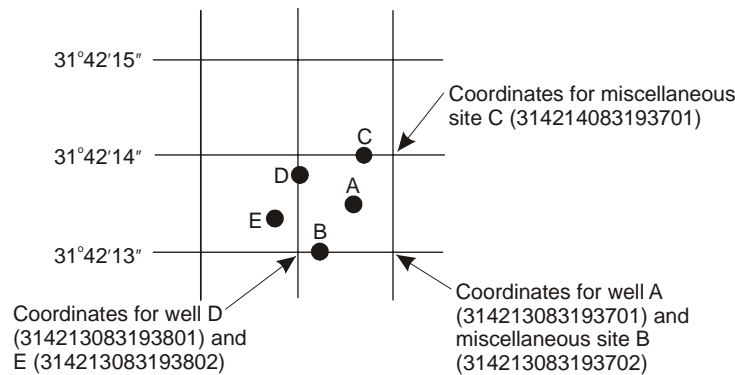 31°42′15″
Coordinates for miscellaneous
site C (314214083193701)
C
31°42′14″
D
A
E
B
31°42′13″
Coordinates for well D
(314213083193801) and
E (314213083193802)
Coordinates for well A
(314213083193701) and
miscellaneous site B
(314213083193702)